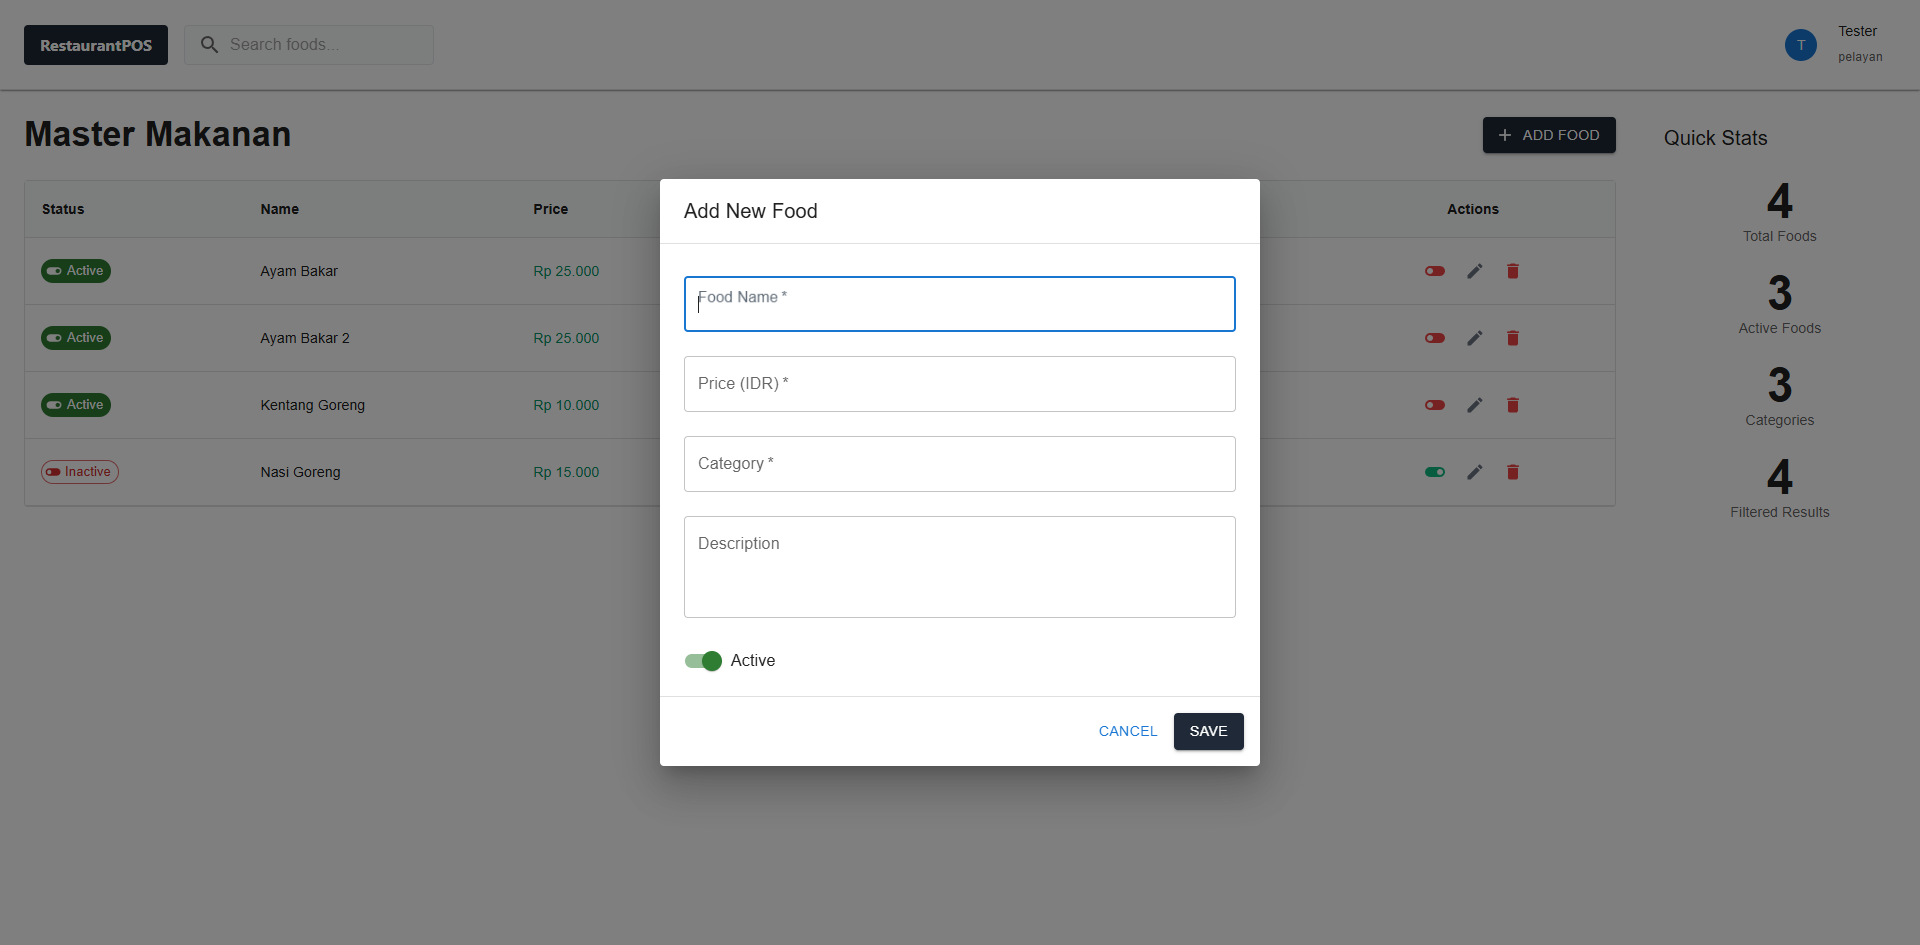 RestaurantPOS
Search foods...
T
Tester
pelayan
Master Makanan
ADD FOOD
Quick Stats
Status Name Price Actions
Active Ayam Bakar Rp 25.000
Active Ayam Bakar 2 Rp 25.000
Active Kentang Goreng Rp 10.000
Inactive Nasi Goreng Rp 15.000
4
Total Foods
3
Active Foods
3
Categories
4
Filtered Results
Add New Food
Food Name *
Price (IDR) *
Category *
Description
Active
CANCEL
SAVE